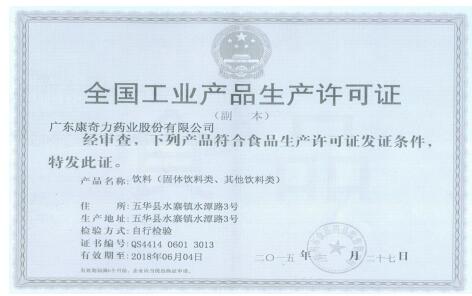 全国工业产品生产许可证
（副 本）
广东康奇力药业股份有限公司
经审查，下列产品符合食品生产许可证发证条件，
特发此证。
产品名称：饮料（固体饮料类、其他饮料类）
住 所：五华县水寨镇水潭路3号
生产地址：五华县水寨镇水潭路3号
检验方式：自行检验
证书编号：QS4414 0601 3013
有效期至：2018年06月04日
二〇一五年 三 月 二十七日